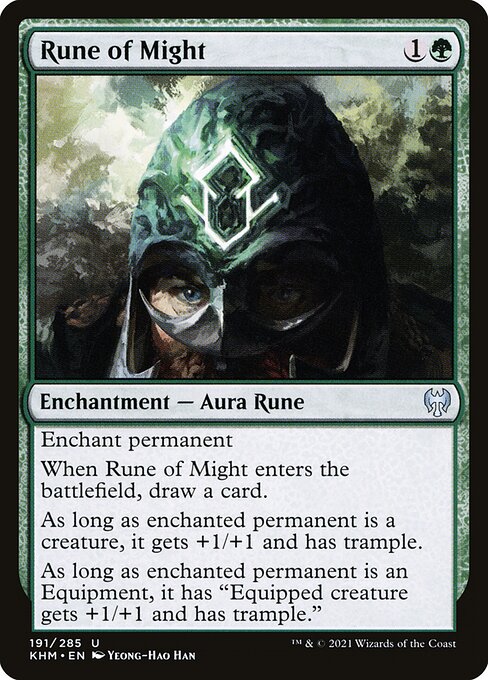 Rune of Might 1
Enchantment — Aura Rune
Enchant permanent
When Rune of Might enters the
battlefield, draw a card.
As long as enchanted permanent is a
creature, it gets +1/+1 and has trample.
As long as enchanted permanent is an
Equipment, it has “Equipped creature
gets +1/+1 and has trample.”
191/285 U
KHM • EN Yeong-Hao Han
™ & © 2021 Wizards of the Coast